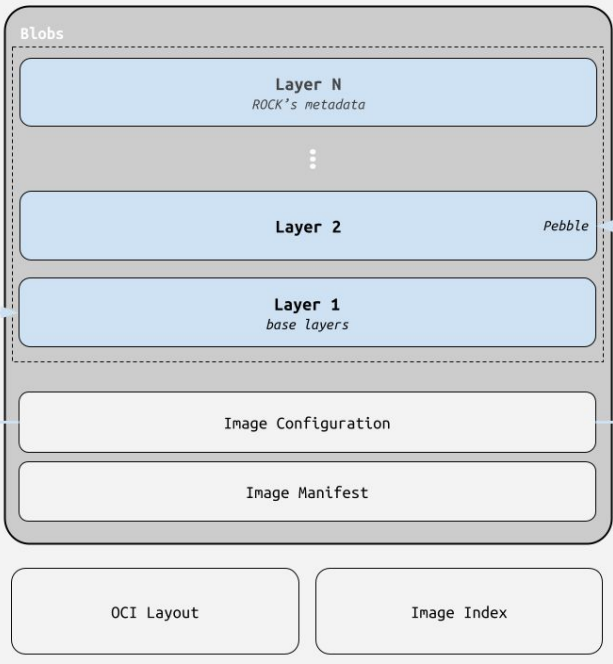 Blobs
Layer N
ROCK's metadata
Layer 2
Pebble
Layer 1
base layers
Image Configuration
Image Manifest
OCI Layout
Image Index